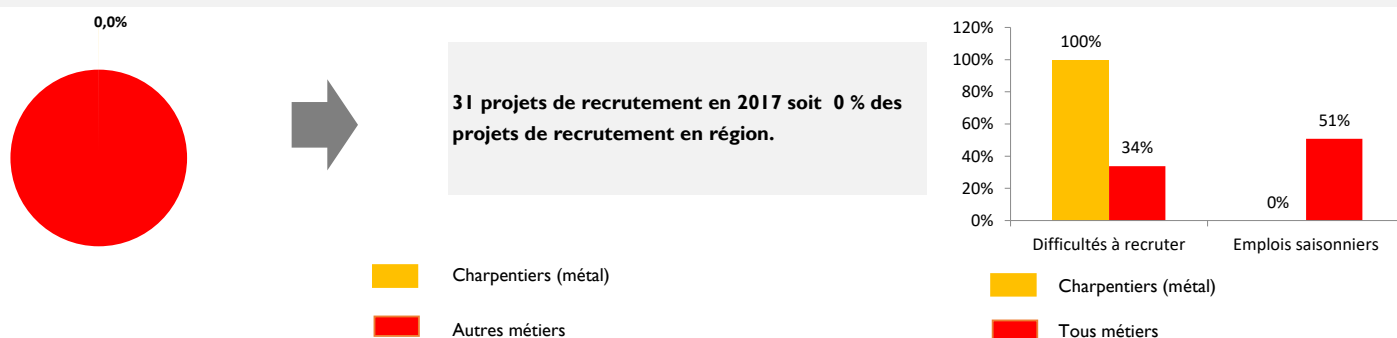 0,0%
31 projets de recrutement en 2017 soit 0 % des
projets de recrutement en région.
Charpentiers (métal)
Autres métiers
120%
100%
80%
60%
40%
20%
0%
100%
34%
0%
51%
Difficultés à recruter
Emplois saisonniers
Charpentiers (métal)
Tous métiers